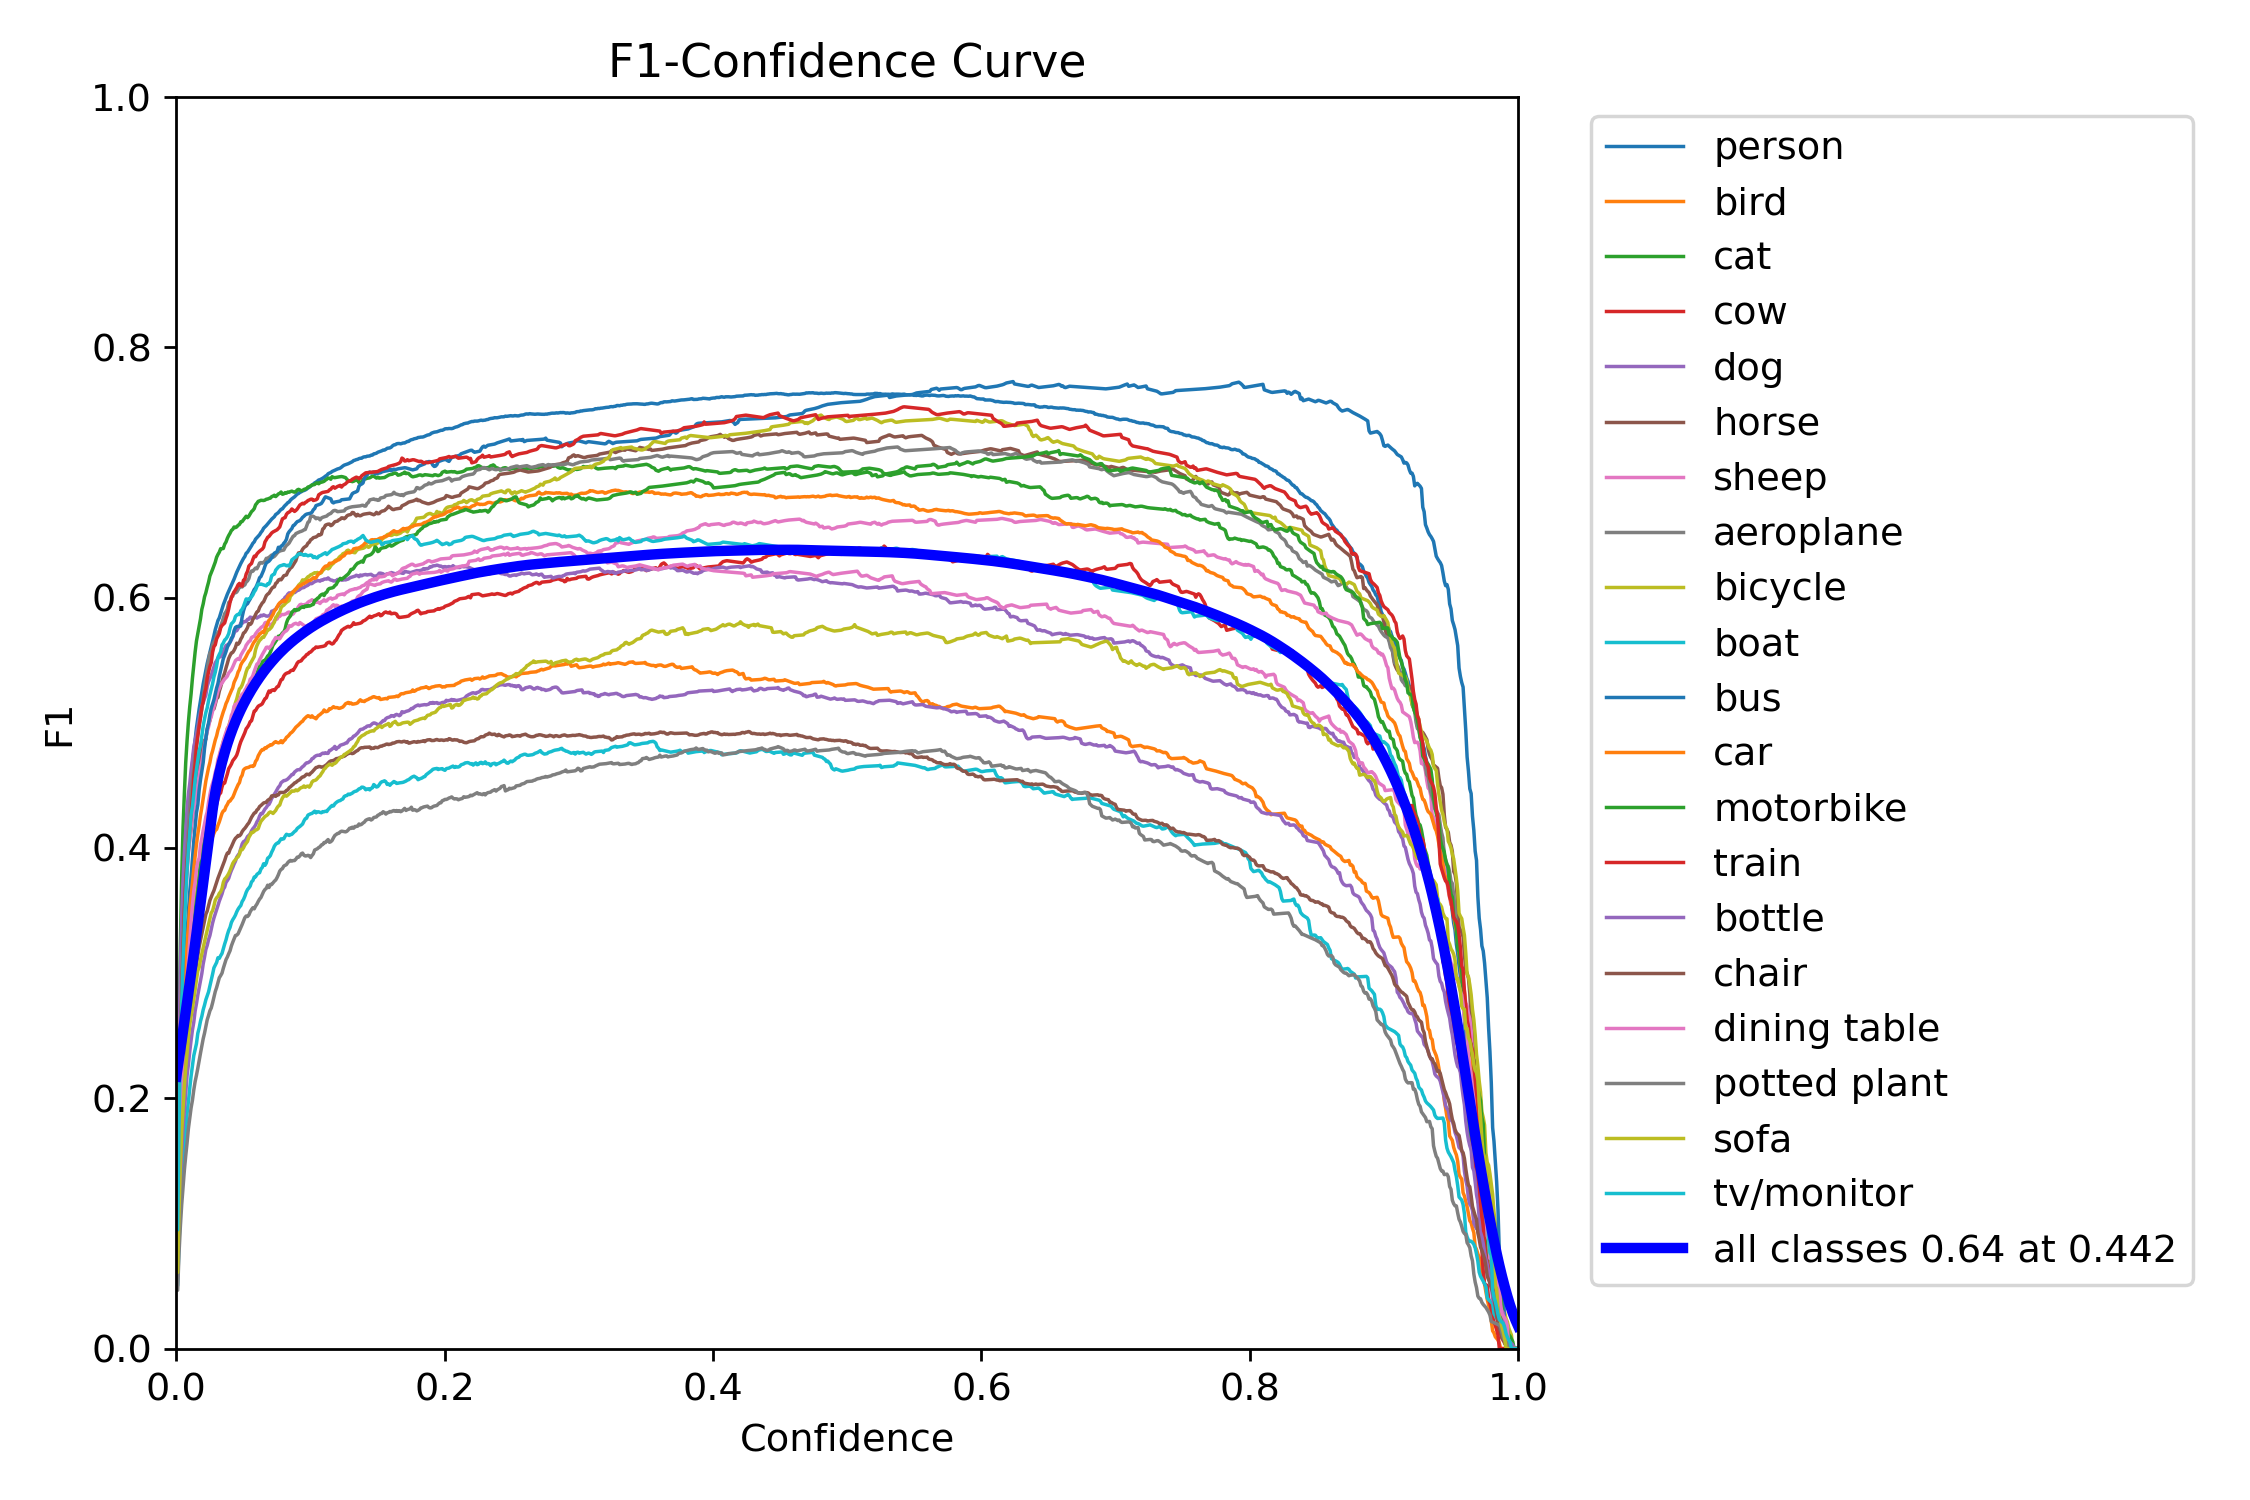 F1-Confidence Curve
1.0
0.8
0.6
0.4
0.2
0.0
F1
0.0 0.2 0.4 0.6 0.8 1.0
Confidence
person
bird
cat
cow
dog
horse
sheep
aeroplane
bicycle
boat
bus
car
motorbike
train
bottle
chair
dining table
potted plant
sofa
tv/monitor
all classes 0.64 at 0.442